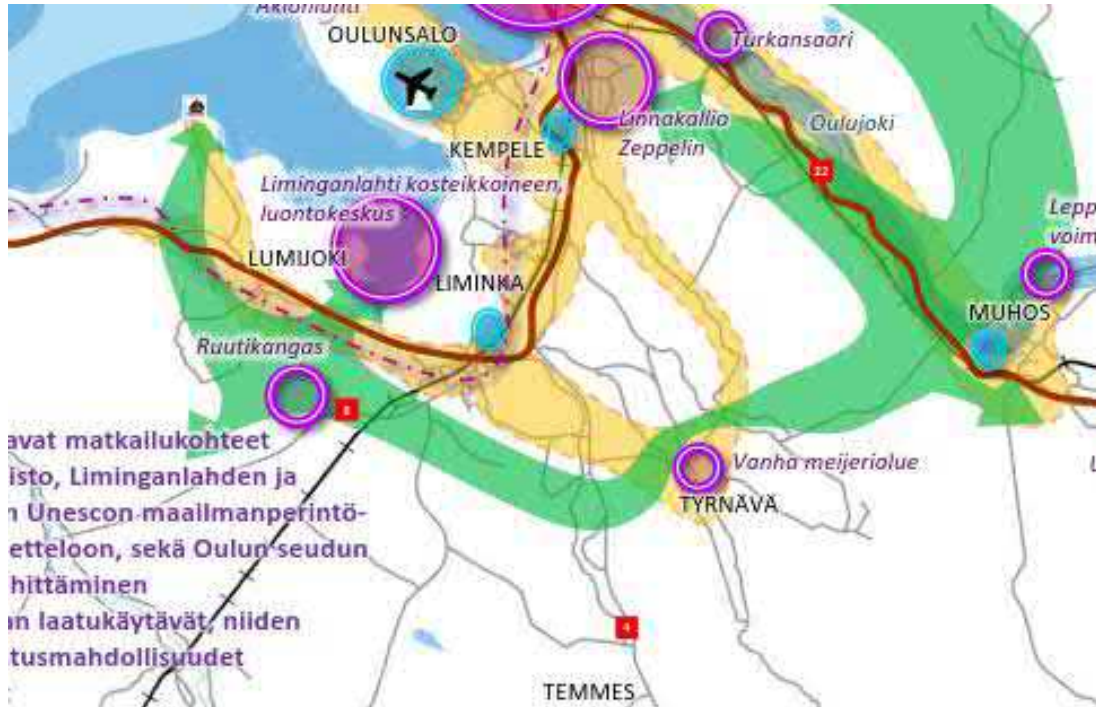 OULUNSALO
Turkansaari
Linnakallio
Zeppelin
Oulujoki
KEMPELE
22
Liminganlahti kosteikkoineen,
luontokeskus
LUMIJOKI
LIMINKA
MUHOS
Ruutikangas
8
avat matkailukohteet
isto, Liminganlahden ja
n Unescon maailmanperintö-
etteloon, sekä Oulun seudun
hittäminen
an laatukäytävät, niiden
tusmahdollisuudet
Vanha meijerialue
TYRNÄVÄ
4
TEMMES